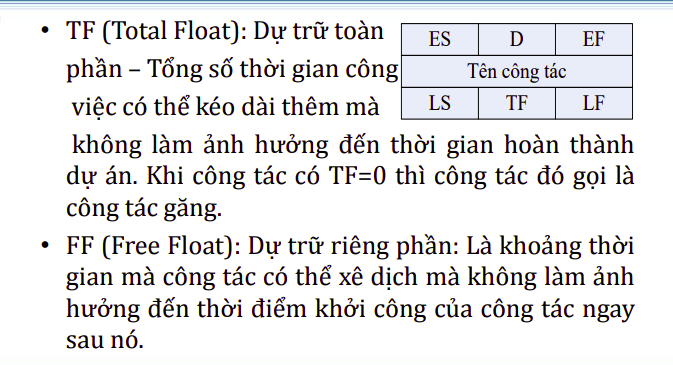 • TF (Total Float): Dự trữ toàn
phần – Tổng số thời gian công
việc có thể kéo dài thêm mà
không làm ảnh hưởng đến thời gian hoàn thành
dự án. Khi công tác có TF=0 thì công tác đó gọi là
công tác găng.
ES D EF
Tên công tác
LS TF LF
• FF (Free Float): Dự trữ riêng phần: Là khoảng thời
gian mà công tác có thể xê dịch mà không làm ảnh
hưởng đến thời điểm khởi công của công tác ngay
sau nó.